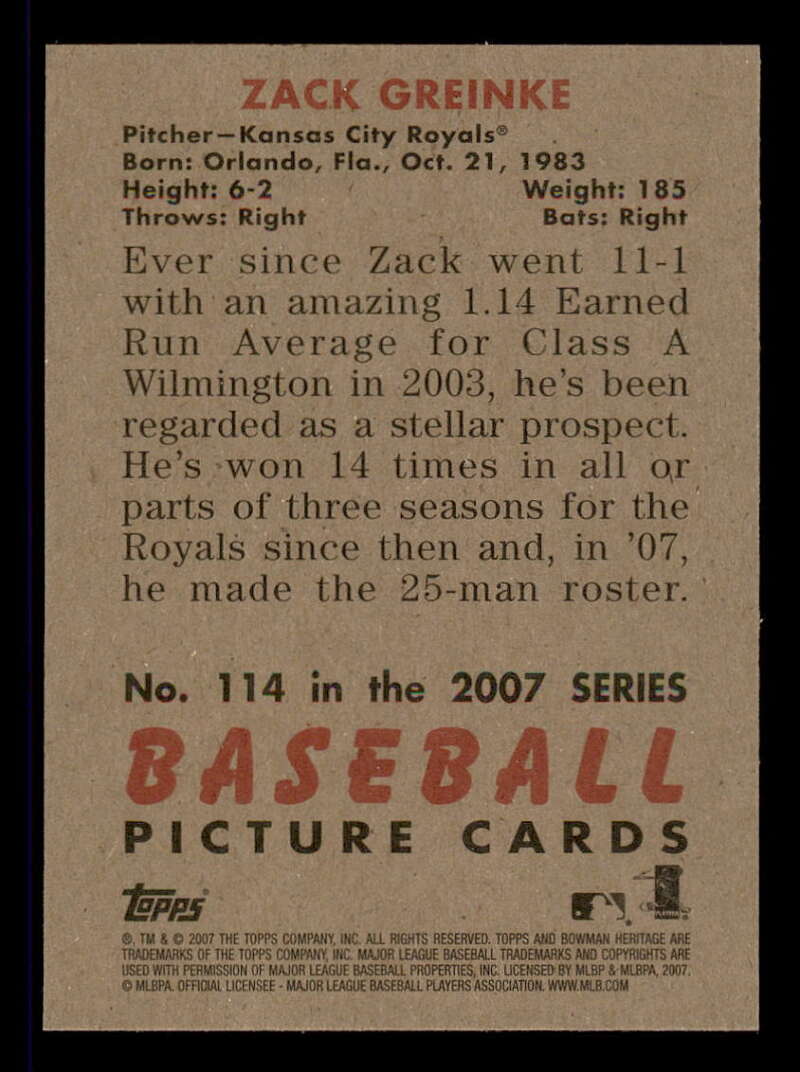 ZACK GREINKE
Pitcher—Kansas City Royals®
Born: Orlando, Fla., Oct. 21, 1983
Height: 6-2 Weight: 185
Throws: Right Bats: Right
Ever since Zack went 11-1
with an amazing 1.14 Earned
Run Average for Class A
Wilmington in 2003, he's been
regarded as a stellar prospect.
He's won 14 times in all or
parts of three seasons for the
Royals since then and, in '07,
he made the 25-man roster.
No. 114 in the 2007 SERIES
BASEBALL
PICTURE CARDS
Topps
®, TM & © 2007 THE TOPPS COMPANY, INC. ALL RIGHTS RESERVED. TOPPS AND BOWMAN HERITAGE ARE
TRADEMARKS OF THE TOPPS COMPANY, INC. MAJOR LEAGUE BASEBALL TRADEMARKS AND COPYRIGHTS ARE
USED WITH PERMISSION OF MAJOR LEAGUE BASEBALL PROPERTIES, INC. LICENSED BY MLBP & MLBPA, 2007.
© MLBPA. OFFICIAL LICENSEE - MAJOR LEAGUE BASEBALL PLAYERS ASSOCIATION. WWW.MLB.COM